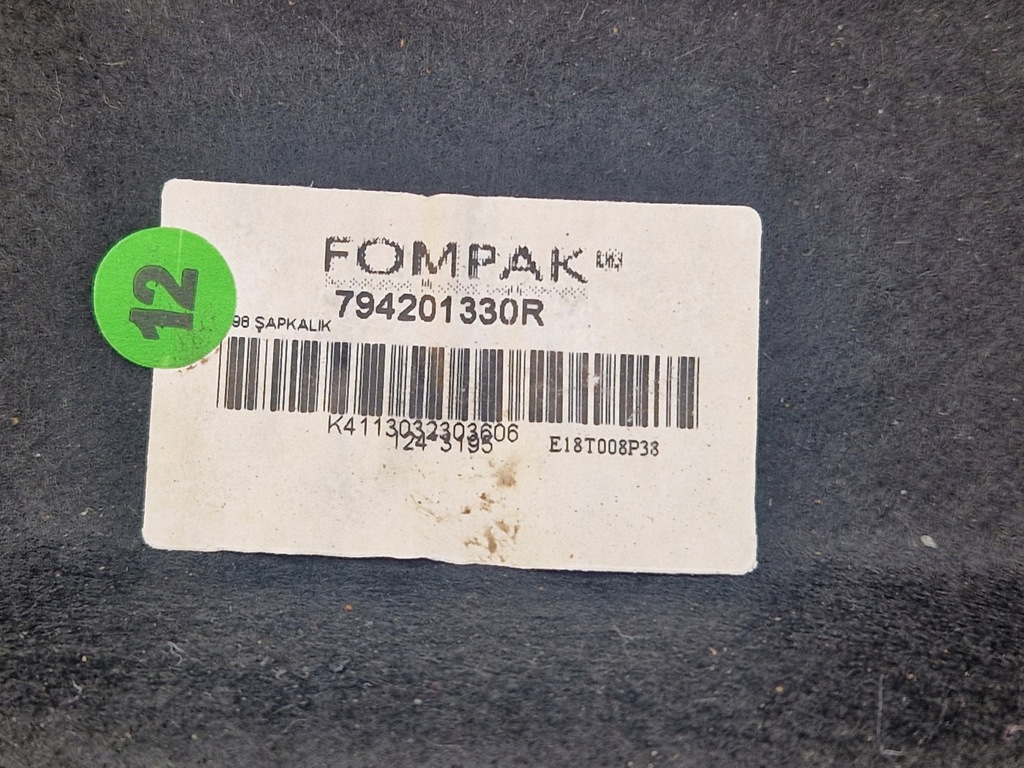 FOMPAK
794201330R
98 ŞAPKALIK
K4113032303606
124 3195
E18T008P38
12